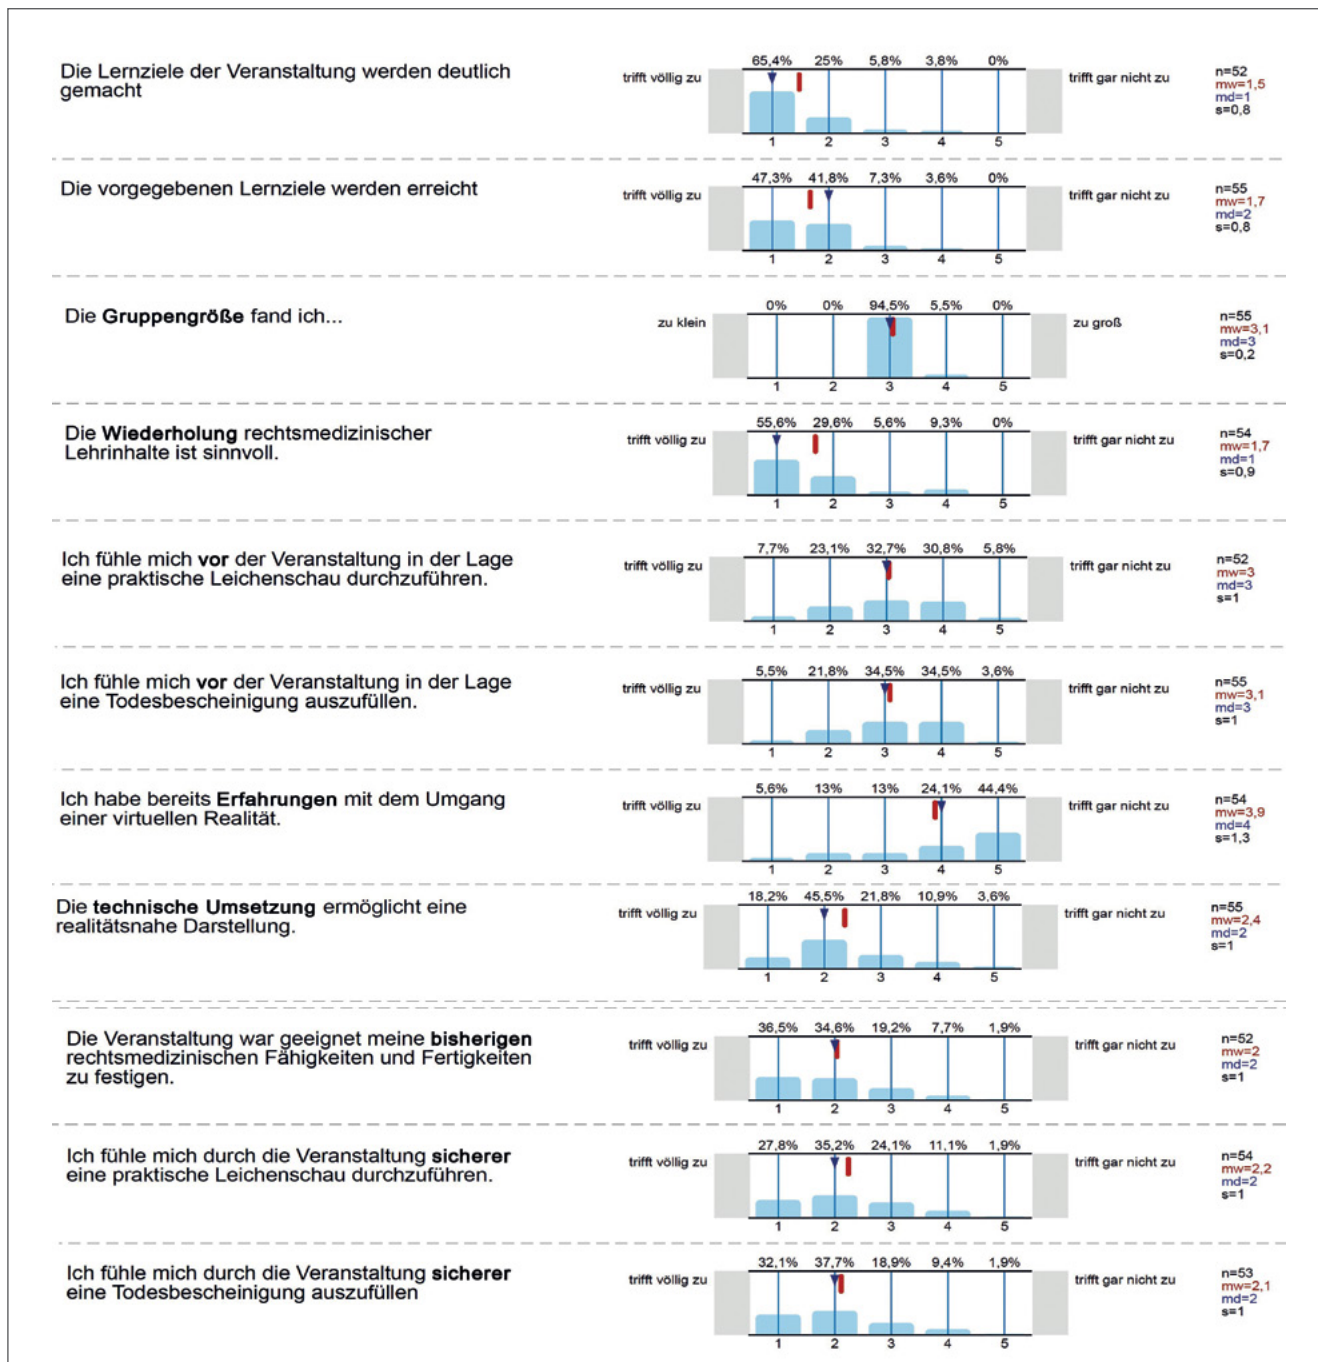 Die Lernziele der Veranstaltung werden deutlich
gemacht
trifft völlig zu
65,4% 25% 5,8% 3,8% 0%
1 2 3 4 5
trifft gar nicht zu
n=52
mw=1,5
md=1
s=0,8
Die vorgegebenen Lernziele werden erreicht
trifft völlig zu
47,3% 41,8% 7,3% 3,6% 0%
1 2 3 4 5
trifft gar nicht zu
n=55
mw=1,7
md=2
s=0,8
Die Gruppengröße fand ich...
zu klein
0% 0% 94,5% 5,5% 0%
1 2 3 4 5
zu groß
n=55
mw=3,1
md=3
s=0,2
Die Wiederholung rechtsmedizinischer
Lehrinhalte ist sinnvoll.
trifft völlig zu
55,6% 29,6% 5,6% 9,3% 0%
1 2 3 4 5
trifft gar nicht zu
n=54
mw=1,7
md=1
s=0,9
Ich fühle mich vor der Veranstaltung in der Lage
eine praktische Leichenschau durchzuführen.
trifft völlig zu
7,7% 23,1% 32,7% 30,8% 5,8%
1 2 3 4 5
trifft gar nicht zu
n=52
mw=3
md=3
s=1
Ich fühle mich vor der Veranstaltung in der Lage
eine Todesbescheinigung auszufüllen.
trifft völlig zu
5,5% 21,8% 34,5% 34,5% 3,6%
1 2 3 4 5
trifft gar nicht zu
n=55
mw=3,1
md=3
s=1
Ich habe bereits Erfahrungen mit dem Umgang
einer virtuellen Realität.
trifft völlig zu
5,6% 13% 13% 24,1% 44,4%
1 2 3 4 5
trifft gar nicht zu
n=54
mw=3,9
md=4
s=1,3
Die technische Umsetzung ermöglicht eine
realitätsnahe Darstellung.
trifft völlig zu
18,2% 45,5% 21,8% 10,9% 3,6%
1 2 3 4 5
trifft gar nicht zu
n=55
mw=2,4
md=2
s=1
Die Veranstaltung war geeignet meine bisherigen
rechtsmedizinischen Fähigkeiten und Fertigkeiten
zu festigen.
trifft völlig zu
36,5% 34,6% 19,2% 7,7% 1,9%
1 2 3 4 5
trifft gar nicht zu
n=52
mw=2
md=2
s=1
Ich fühle mich durch die Veranstaltung sicherer
eine praktische Leichenschau durchzuführen.
trifft völlig zu
27,8% 35,2% 24,1% 11,1% 1,9%
1 2 3 4 5
trifft gar nicht zu
n=54
mw=2,2
md=2
s=1
Ich fühle mich durch die Veranstaltung sicherer
eine Todesbescheinigung auszufüllen
trifft völlig zu
32,1% 37,7% 18,9% 9,4% 1,9%
1 2 3 4 5
trifft gar nicht zu
n=53
mw=2,1
md=2
s=1